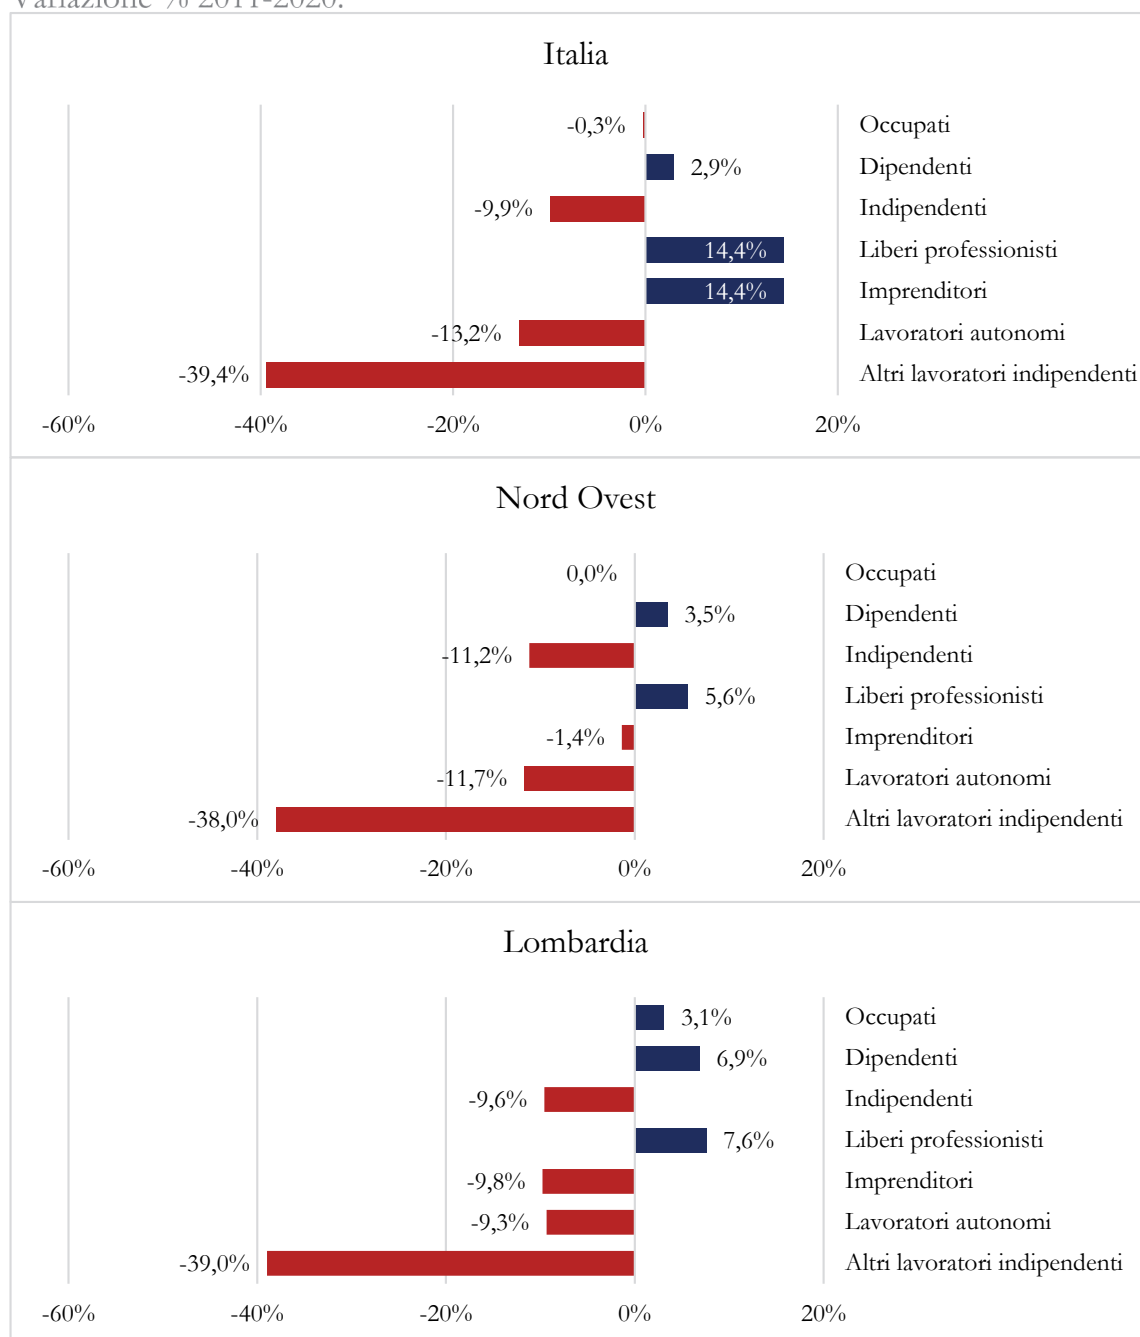 Variazione % 2011-2020.
Italia
-0,3% Occupati
2,9% Dipendenti
-9,9% Indipendenti
14,4% Liberi professionisti
14,4% Imprenditori
-13,2% Lavoratori autonomi
-39,4% Altri lavoratori indipendenti
-60% -40% -20% 0% 20%
Nord Ovest
0,0% Occupati
3,5% Dipendenti
-11,2% Indipendenti
5,6% Liberi professionisti
-1,4% Imprenditori
-11,7% Lavoratori autonomi
-38,0% Altri lavoratori indipendenti
-60% -40% -20% 0% 20%
Lombardia
3,1% Occupati
6,9% Dipendenti
-9,6% Indipendenti
7,6% Liberi professionisti
-9,8% Imprenditori
-9,3% Lavoratori autonomi
-39,0% Altri lavoratori indipendenti
-60% -40% -20% 0% 20%